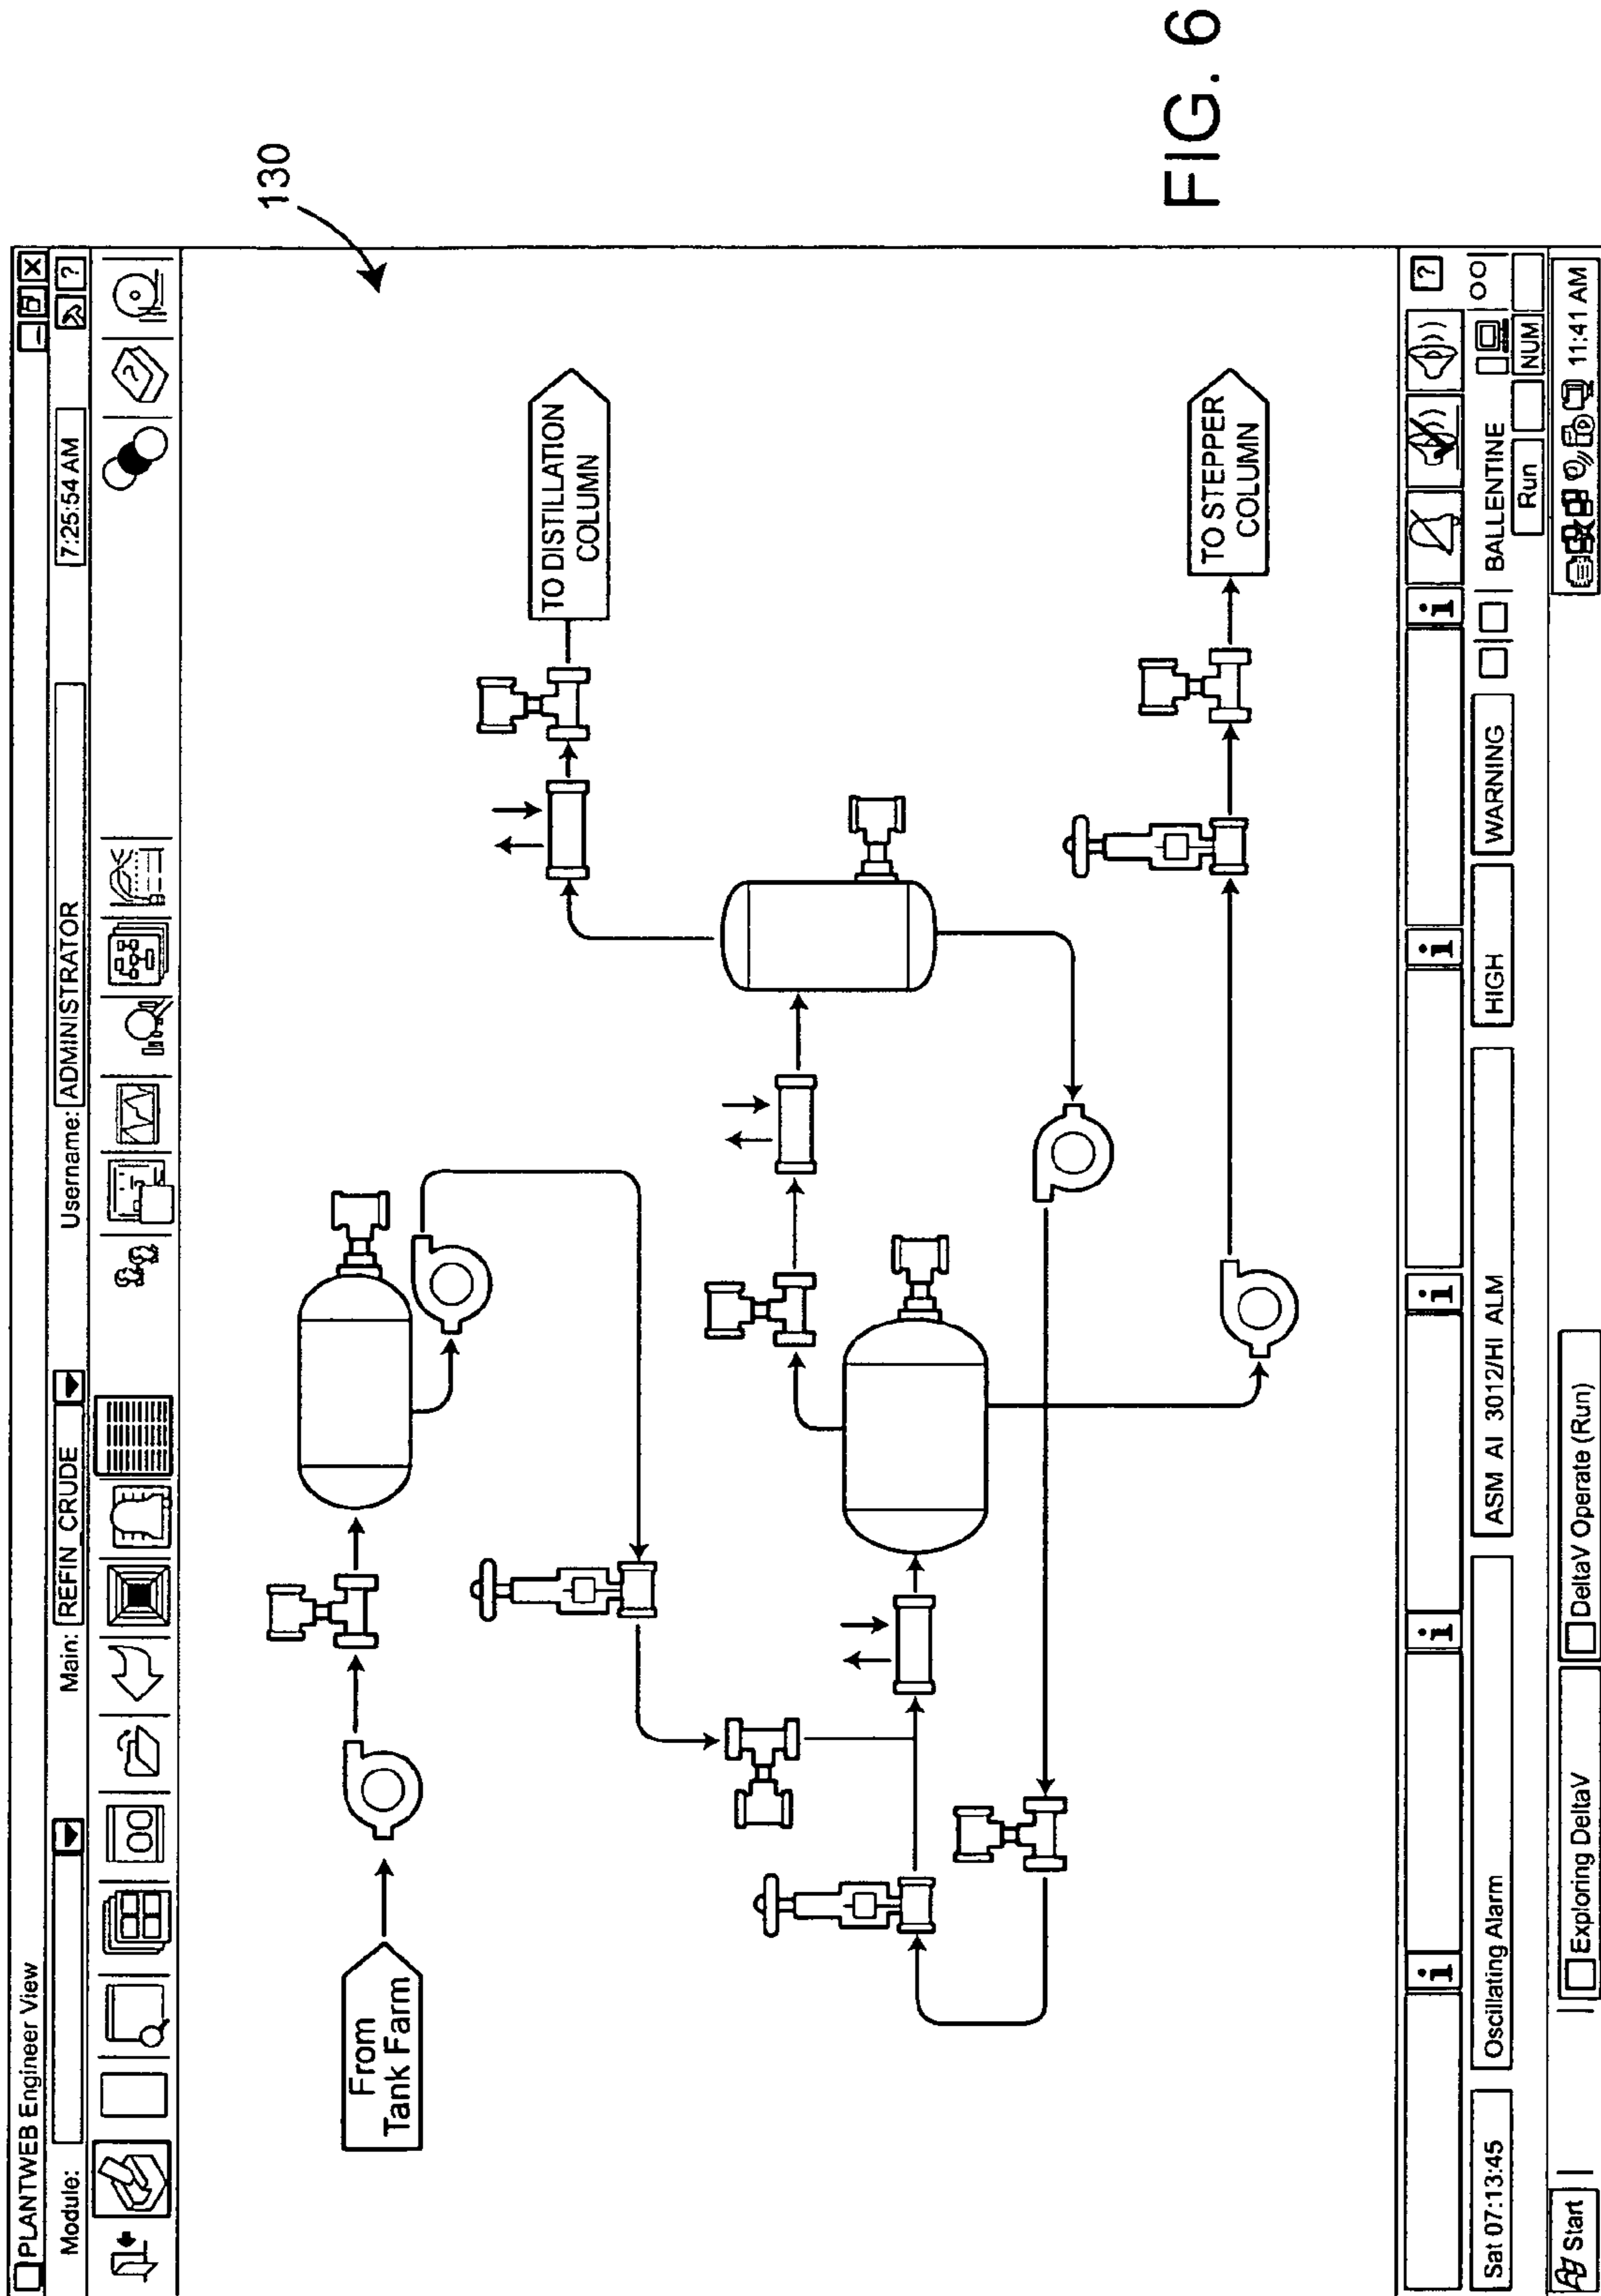 PLANTWEB Engineer View
Module:
Main: REFIN_CRUDE
Username: ADMINISTRATOR
7:25:54 AM
?
?
130
From
Tank Farm
TO DISTILLATION
COLUMN
TO STEPPER
COLUMN
i
i
i
i
i
?
Sat 07:13:45
Oscillating Alarm
ASM AI 3012/HI ALM
HIGH
WARNING
BALLENTINE
Run
NUM
Start
Exploring DeltaV
DeltaV Operate (Run)
11:41 AM
FIG. 6